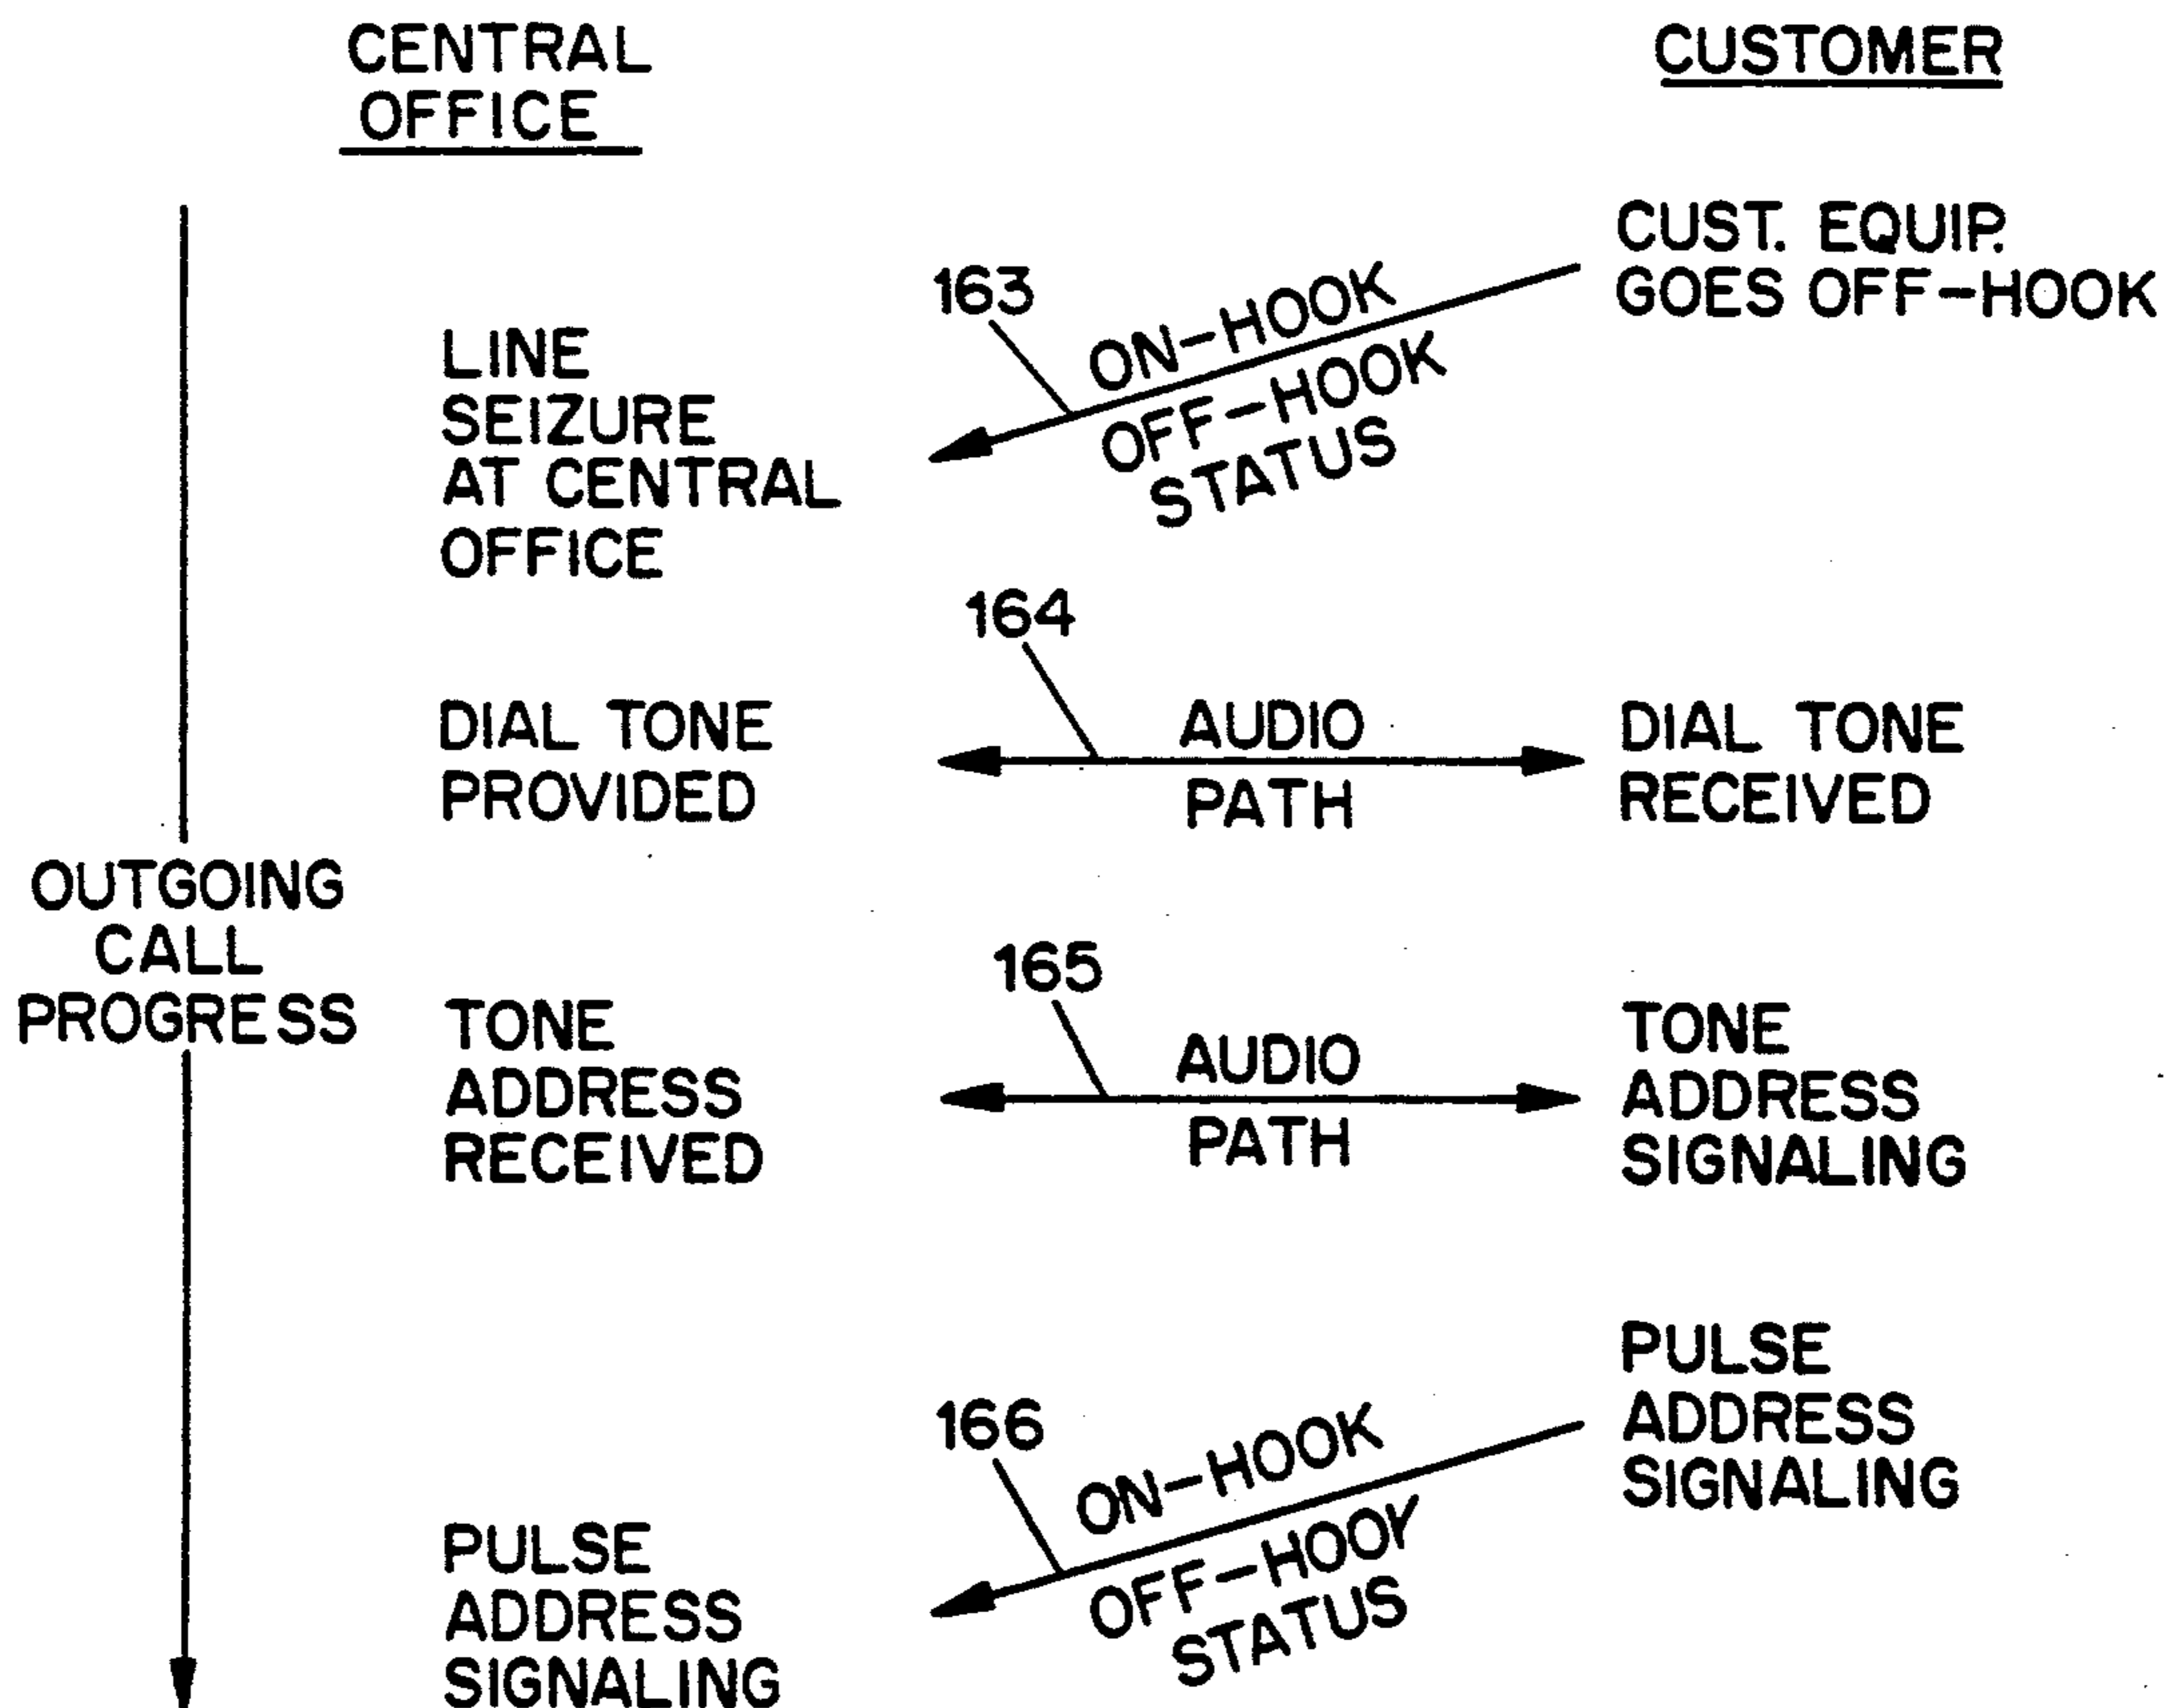 CENTRAL
OFFICE
CUSTOMER
CUST. EQUIP.
GOES OFF-HOOK
163
ON-HOOK
OFF-HOOK
STATUS
LINE
SEIZURE
AT CENTRAL
OFFICE
164
DIAL TONE
PROVIDED
AUDIO
PATH
DIAL TONE
RECEIVED
OUTGOING
CALL
PROGRESS
165
TONE
ADDRESS
RECEIVED
AUDIO
PATH
TONE
ADDRESS
SIGNALING
PULSE
ADDRESS
SIGNALING
166
ON-HOOK
OFF-HOOK
STATUS
PULSE
ADDRESS
SIGNALING